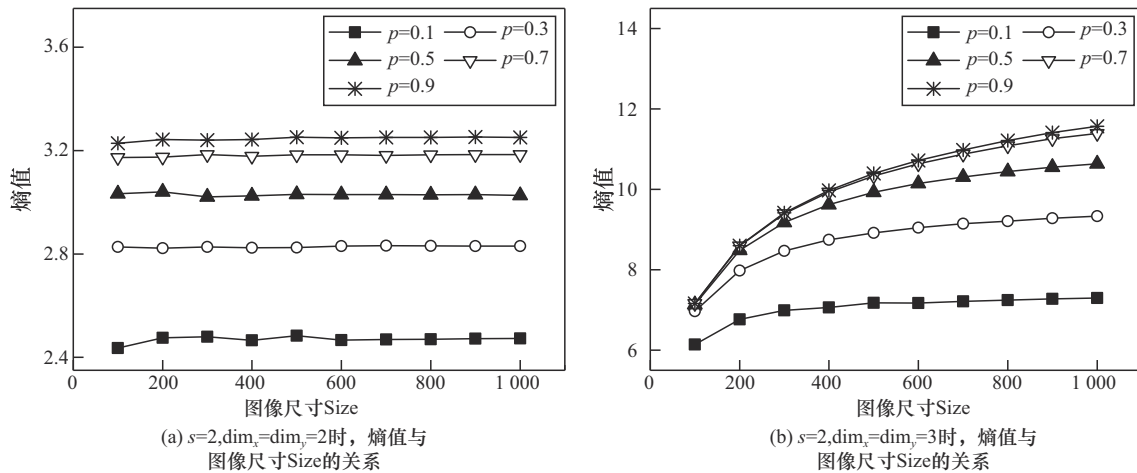 3.6
3.2
2.8
2.4
熵值
p=0.1
p=0.3
p=0.5
p=0.7
p=0.9
0 200 400 600 800 1 000
图像尺寸Size
(a) s=2,dimx=dimy=2时，熵值与
图像尺寸Size的关系
14
12
10
8
6
熵值
p=0.1
p=0.3
p=0.5
p=0.7
p=0.9
0 200 400 600 800 1 000
图像尺寸Size
(b) s=2,dimx=dimy=3时，熵值与
图像尺寸Size的关系